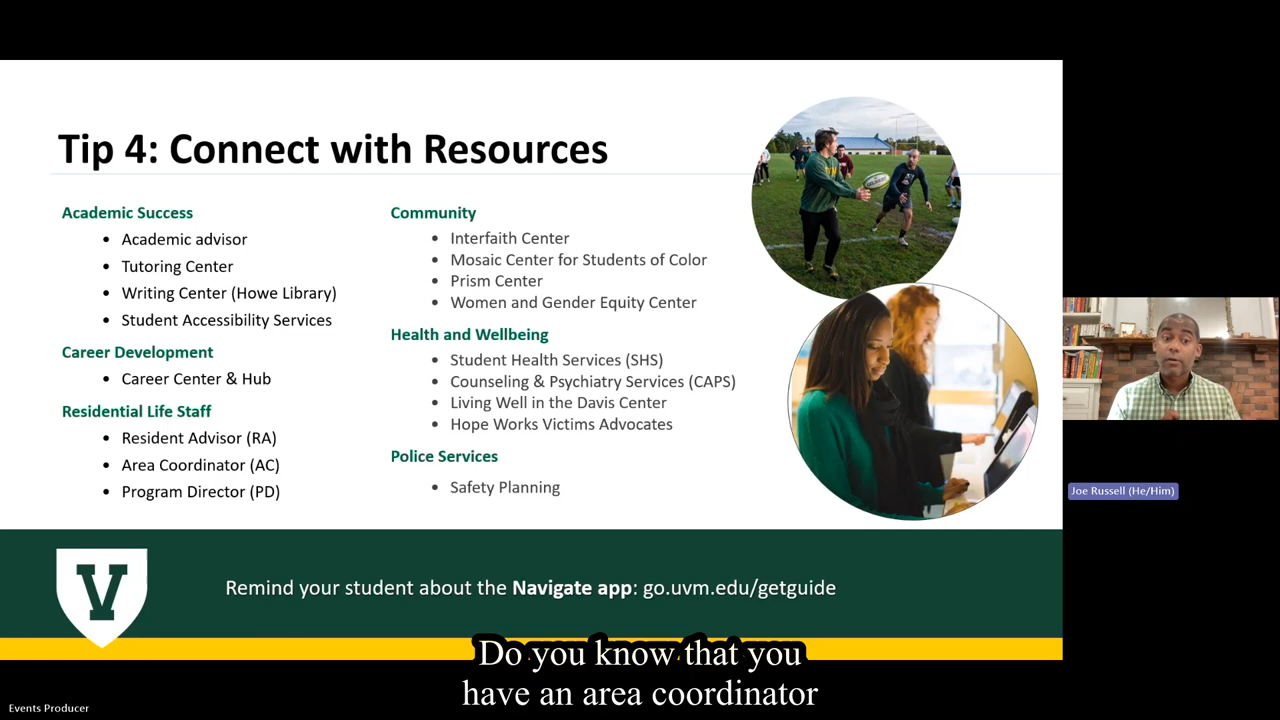 Tip 4: Connect with Resources
Academic Success
• Academic advisor
• Tutoring Center
• Writing Center (Howe Library)
• Student Accessibility Services
Career Development
• Career Center & Hub
Residential Life Staff
• Resident Advisor (RA)
• Area Coordinator (AC)
• Program Director (PD)
Community
• Interfaith Center
• Mosaic Center for Students of Color
• Prism Center
• Women and Gender Equity Center
Health and Wellbeing
• Student Health Services (SHS)
• Counseling & Psychiatry Services (CAPS)
• Living Well in the Davis Center
• Hope Works Victims Advocates
Police Services
• Safety Planning
Joe Russell (He/Him)
V
Remind your student about the Navigate app: go.uvm.edu/getguide
Do you know that you
have an area coordinator
Events Producer